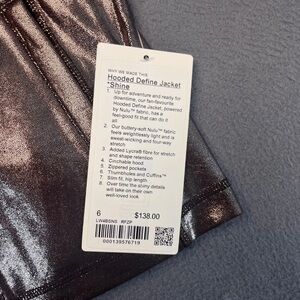 WHY WE MADE THIS
Hooded Define Jacket
*Shine
1. Up for adventure and ready for
downtime, our fan-favourite
Hooded Define Jacket, powered
by Nulu™ fabric, has a
feel-good fit that can do it
all
2. Our buttery-soft Nulu™ fabric
feels weightlessly light and is
sweat-wicking and four-way
stretch
3. Added Lycra® fibre for stretch
and shape retention
4. Cinchable hood
5. Zippered pockets
6. Thumbholes and Cuffins™
7. Slim fit, hip length
8. Over time the shiny details
will take on their own
well-loved look
6 $138.00
LW4BSNS RFZP
000139576719